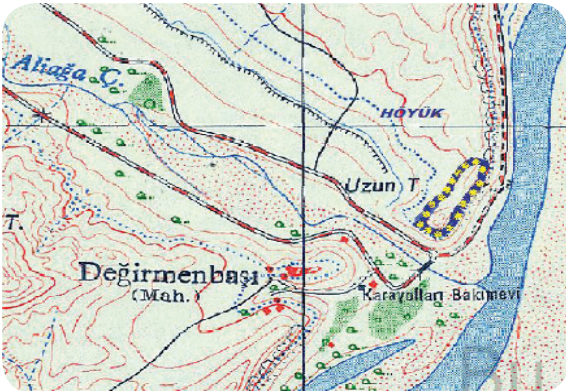 Aliağa Ç.
HÖYÜK
Uzun T
T.
Değirmenbaşı
(Mah.)
Karayolları Bakımevi